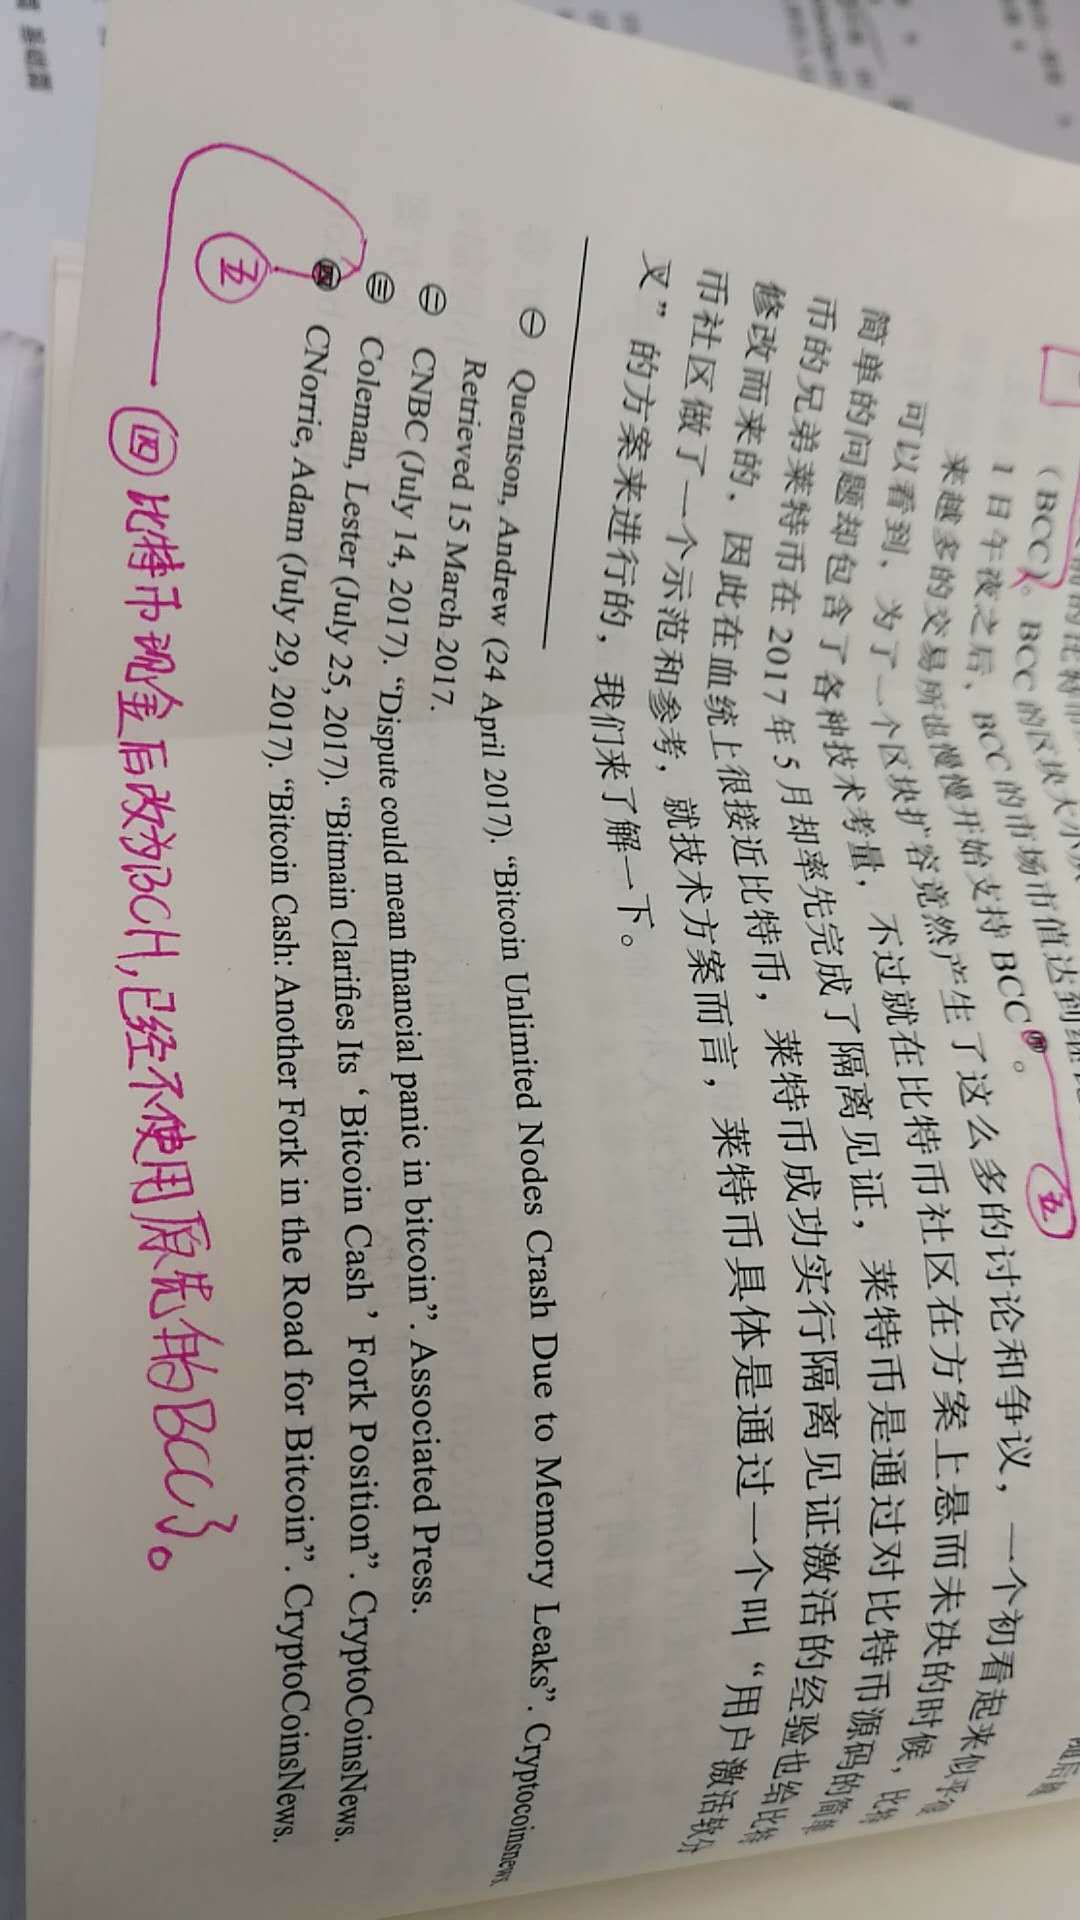 （BCC）。BCC 的区块大小从
1 日午夜之后，BCC 的市场市值达到
来越多的交易所也慢慢开始支持 BCC㊃。
五
可以看到，为了一个区块扩容竟然产生了这么多的讨论和争议，一个初看起来似乎
简单的问题却包含了各种技术考量，不过就在比特币社区在方案上悬而未决的时候，比特
币的兄弟莱特币在 2017 年 5 月却率先完成了隔离见证，莱特币是通过对比特币源码的简单
修改而来的，因此在血统上很接近比特币，莱特币成功实行隔离见证激活的经验也给比特
币社区做了一个示范和参考，就技术方案而言，莱特币具体是通过一个叫“用户激活软分
叉”的方案来进行的，我们来了解一下。
㊀ Quentson, Andrew (24 April 2017). “Bitcoin Unlimited Nodes Crash Due to Memory Leaks”. Cryptocoinsnews.
Retrieved 15 March 2017.
㊁ CNBC (July 14, 2017). “Dispute could mean financial panic in bitcoin”. Associated Press.
㊂ Coleman, Lester (July 25, 2017). “Bitmain Clarifies Its ‘Bitcoin Cash’ Fork Position”. CryptoCoinsNews.
㊃ CNorrie, Adam (July 29, 2017). “Bitcoin Cash: Another Fork in the Road for Bitcoin”. CryptoCoinsNews.
五
四 比特币现金后改为BCH,已经不使用原先的BCC}。